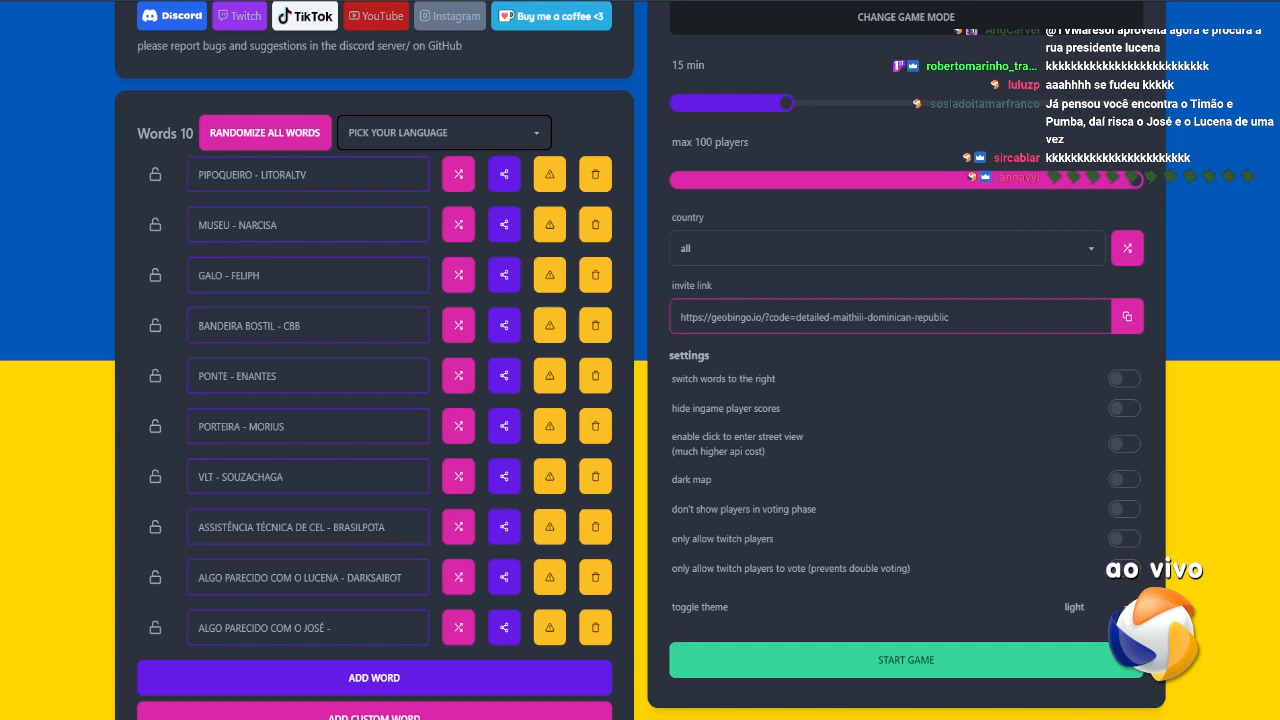 Discord
Twitch
TikTok
YouTube
Instagram
Buy me a coffee <3
please report bugs and suggestions in the discord server/ on GitHub
Words 10
RANDOMIZE ALL WORDS
PICK YOUR LANGUAGE
PIPOQUEIRO - LITORALTV
MUSEU - NARCISA
GALO - FELIPH
BANDEIRA BOSTIL - CBB
PONTE - ENANTES
PORTEIRA - MORIUS
VLT - SOUZACHAGA
ASSISTÊNCIA TÉCNICA DE CEL - BRASILPOTA
ALGO PARECIDO COM O LUCENA - DARKSAIBOT
ALGO PARECIDO COM O JOSÉ -
ADD WORD
ADD CUSTOM WORD
CHANGE GAME MODE
AngCarver @TVMaresol aproveita agora e procura a
rua presidente lucena
15 min
robertomarinho_tra... kkkkkkkkkkkkkkkkkkkkkkkkk
luluzp aaahhhh se fudeu kkkkk
sosiadoitamarfranco Já pensou você encontra o Timão e
Pumba, daí risca o José e o Lucena de uma
vez
max 100 players
sircablar kkkkkkkkkkkkkkkkkkkkkk
annayyl
country
all
invite link
https://geobingo.io/?code=detailed-maithili-dominican-republic
settings
switch words to the right
hide ingame player scores
enable click to enter street view
(much higher api cost)
dark map
don't show players in voting phase
only allow twitch players
only allow twitch players to vote (prevents double voting)
toggle theme
light
START GAME
ao vivo